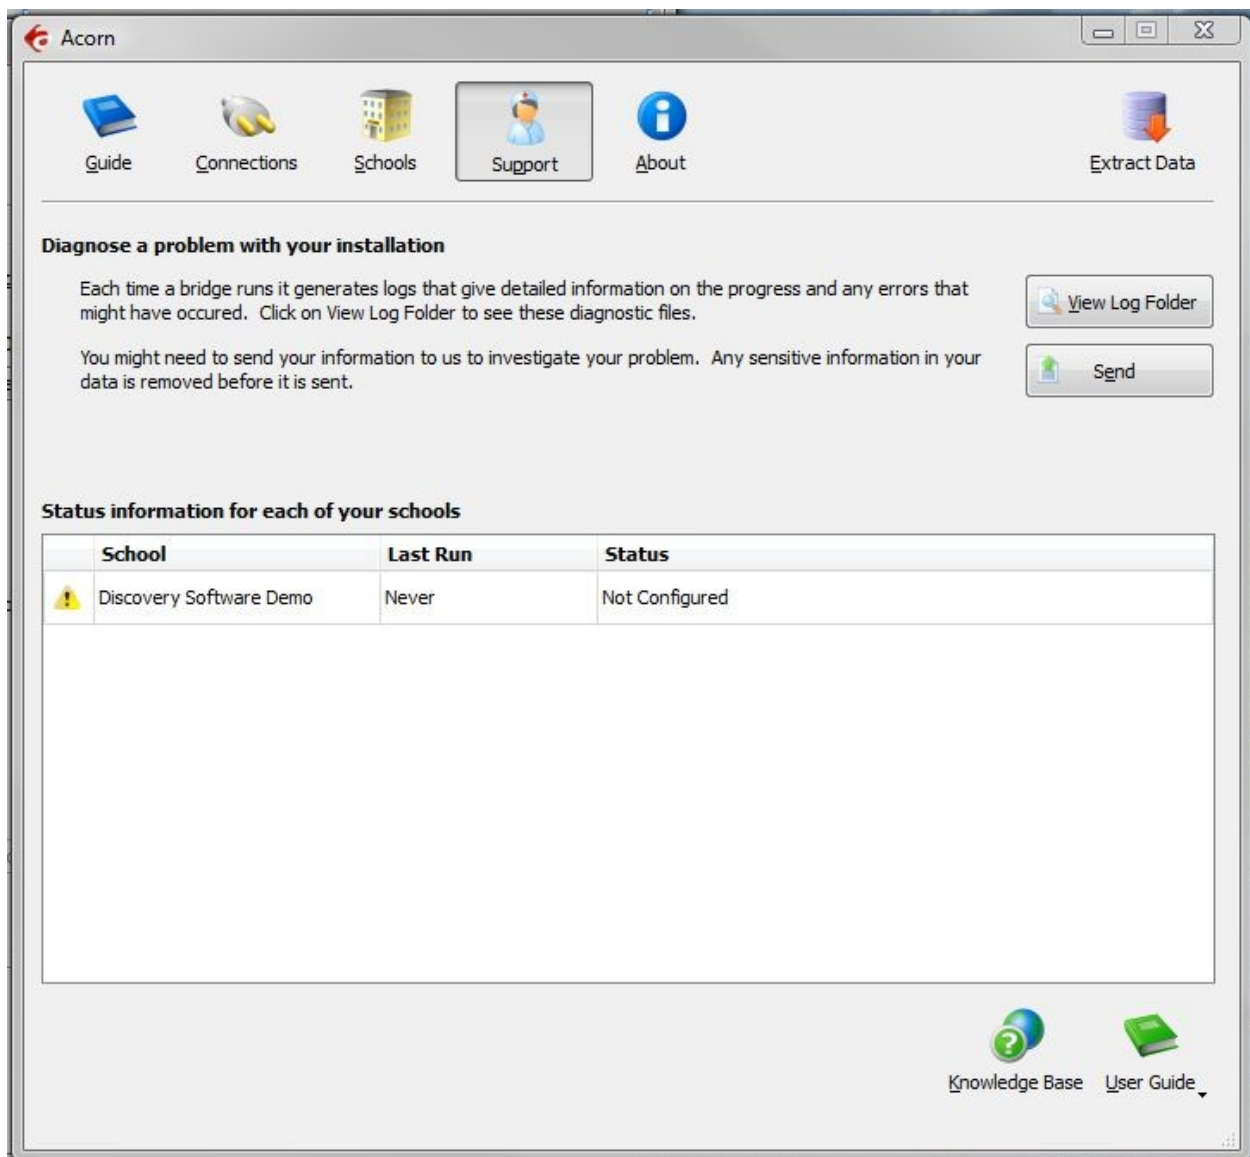 Acorn
Guide Connections Schools Support About Extract Data
Diagnose a problem with your installation
Each time a bridge runs it generates logs that give detailed information on the progress and any errors that
might have occured. Click on View Log Folder to see these diagnostic files.
View Log Folder
You might need to send your information to us to investigate your problem. Any sensitive information in your
data is removed before it is sent.
Send
Status information for each of your schools
School Last Run Status
Discovery Software Demo Never Not Configured
Knowledge Base User Guide